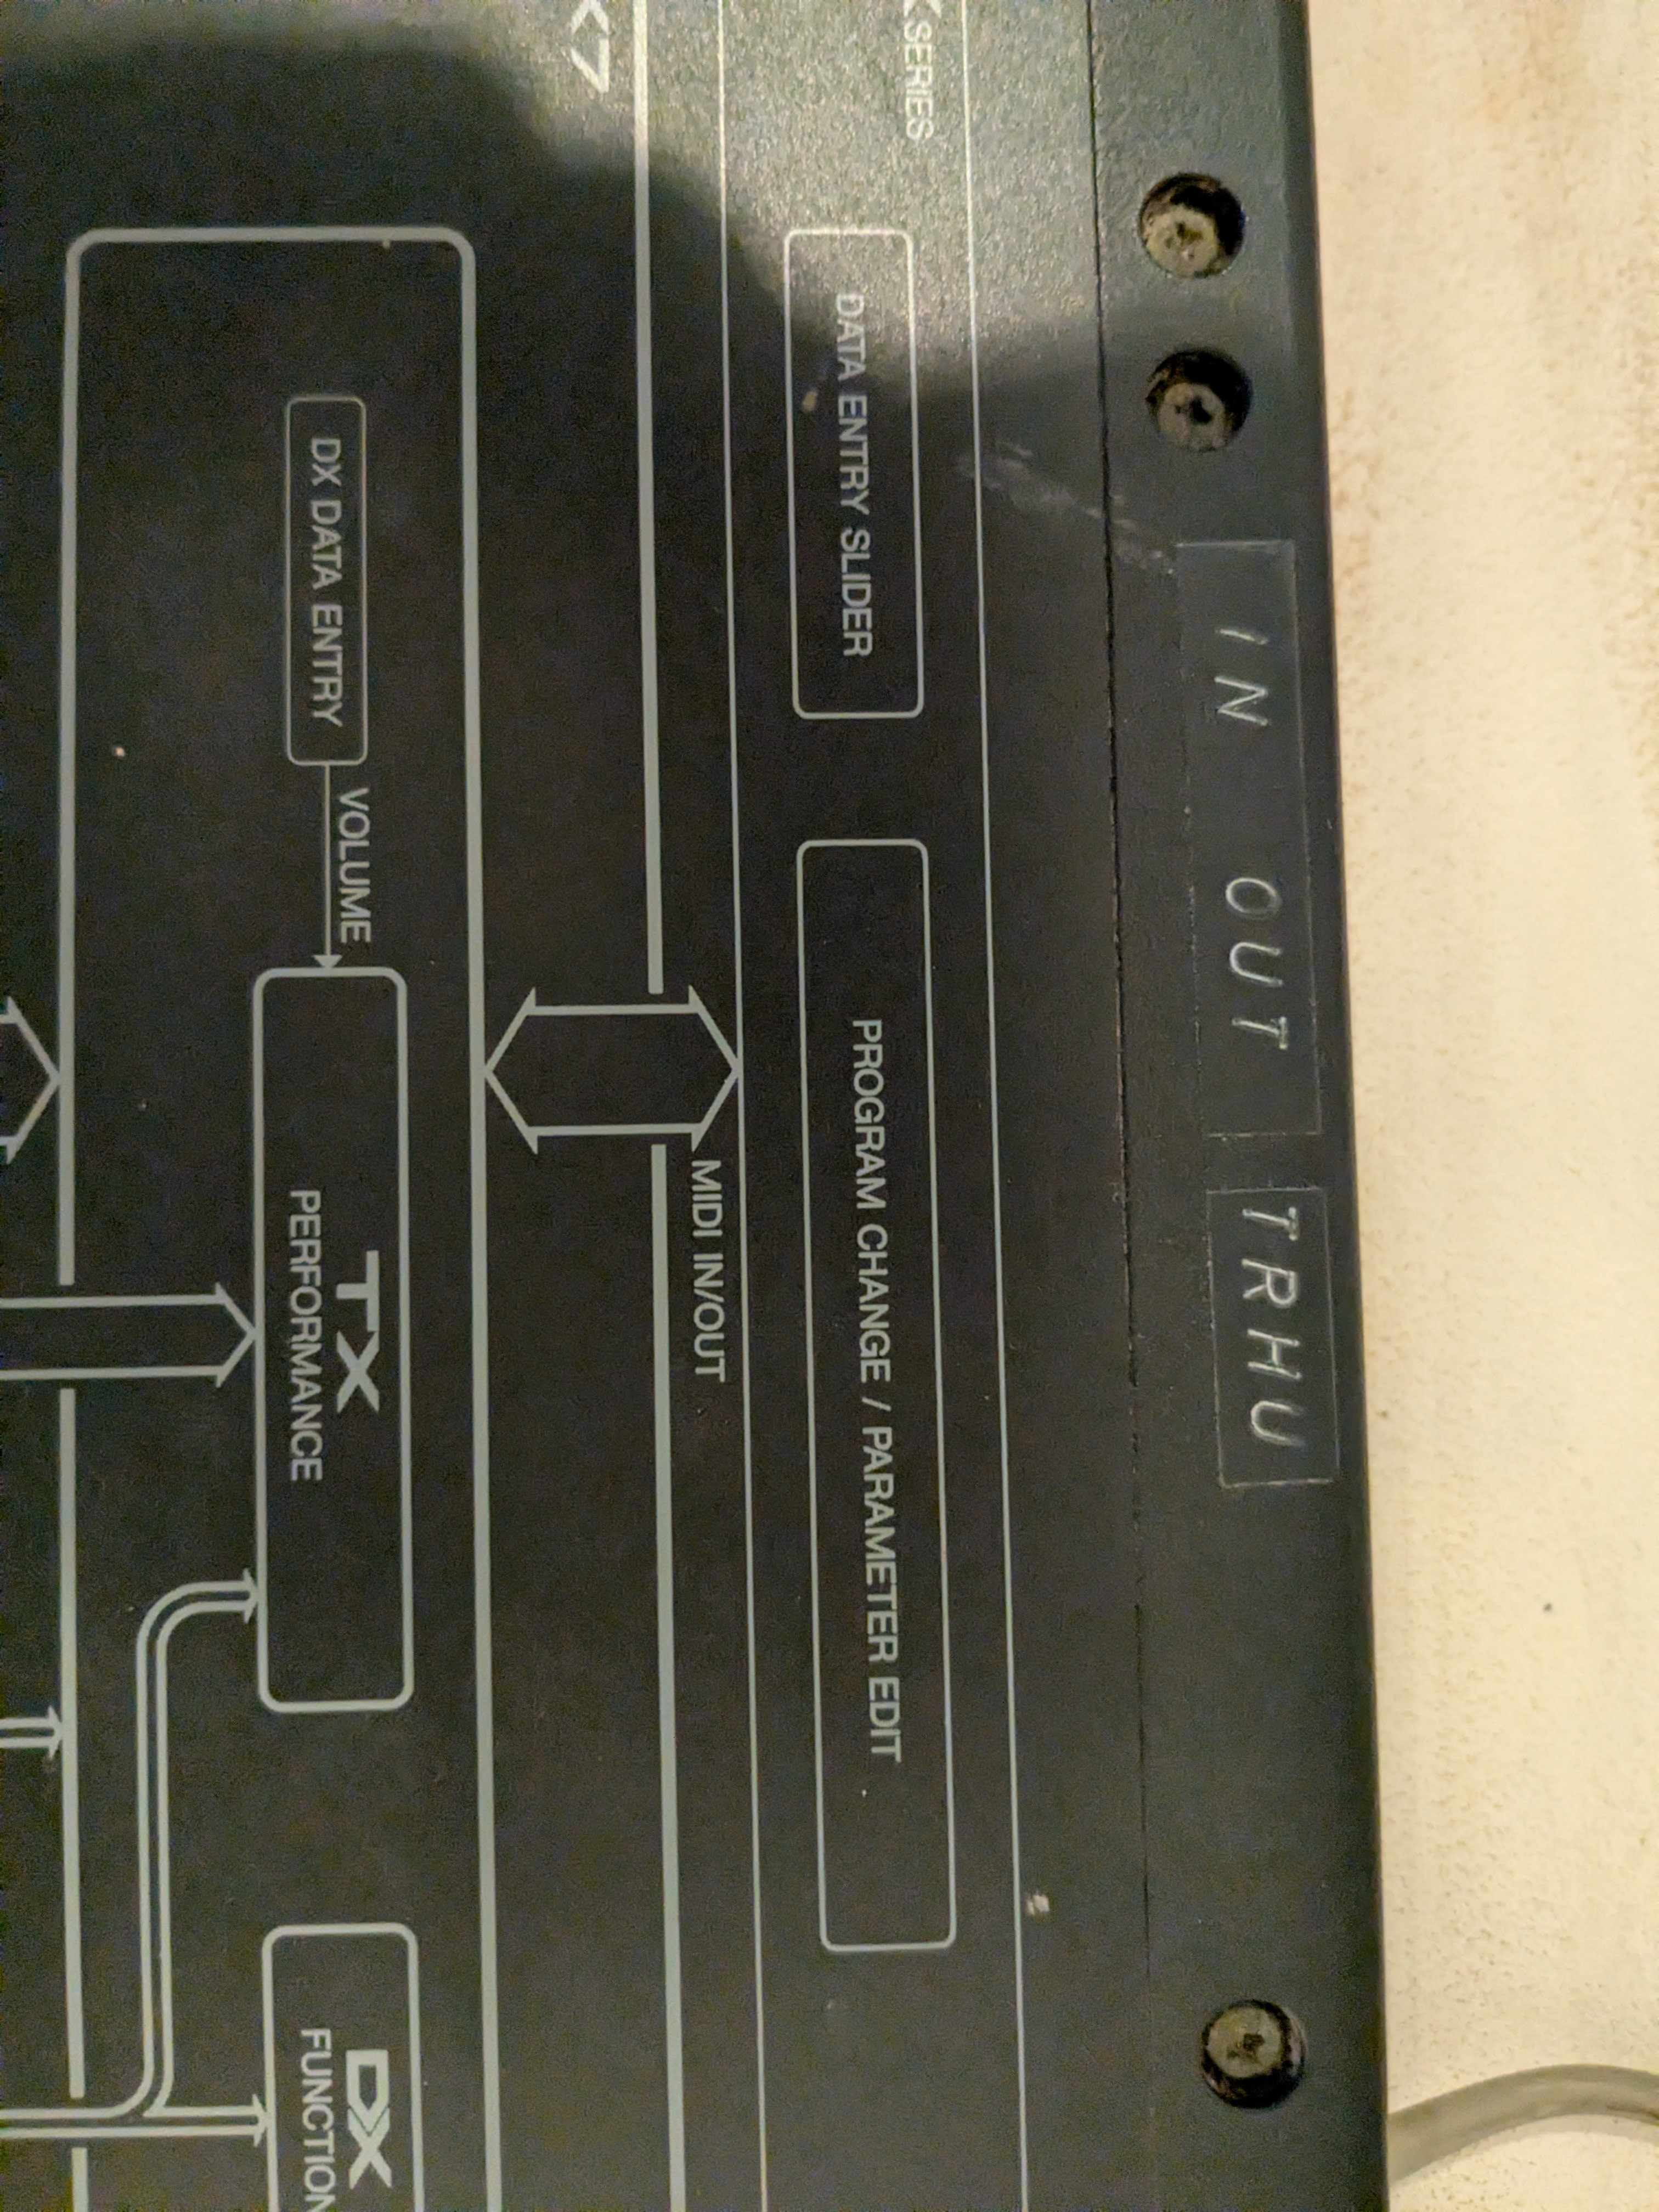 IN OUT TRHU
SERIES
DATA ENTRY SLIDER
PROGRAM CHANGE / PARAMETER EDIT
MIDI IN/OUT
DX DATA ENTRY
VOLUME
TX
PERFORMANCE
DX
FUNCTION